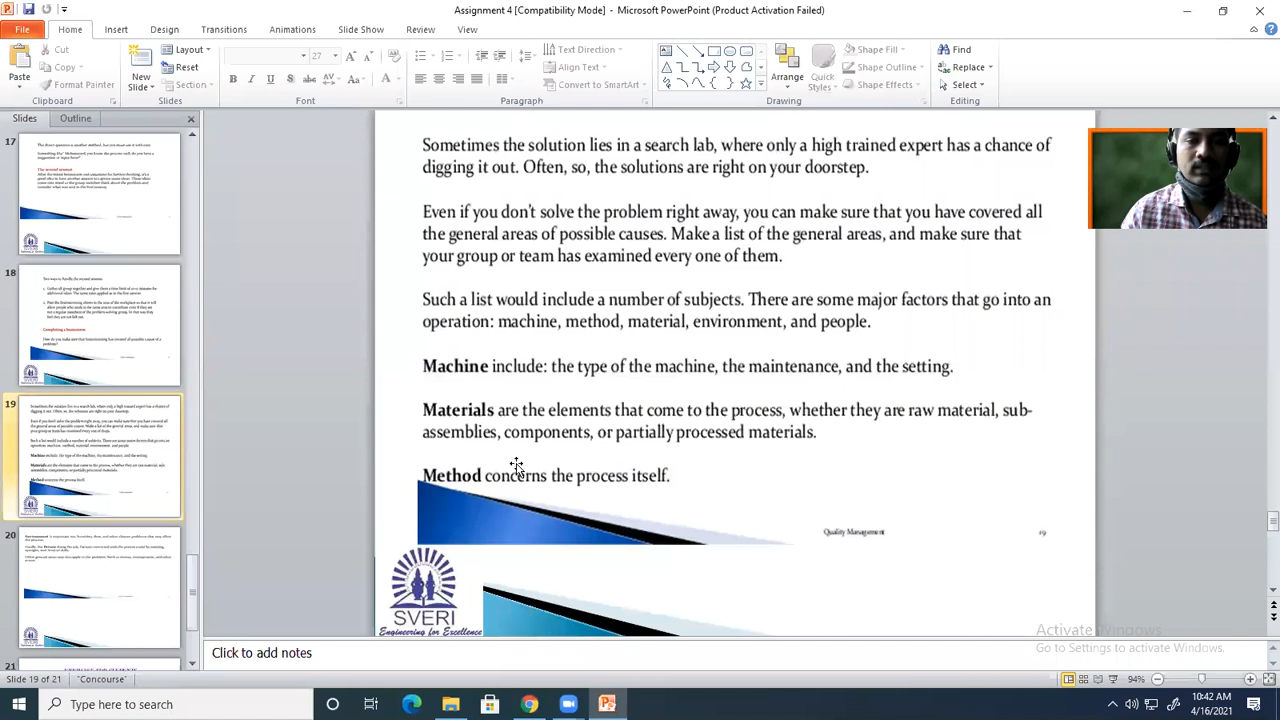 Assignment 4 [Compatibility Mode] - Microsoft PowerPoint (Product Activation Failed)
File Home Insert Design Transitions Animations Slide Show Review View
Paste
Cut
Copy
Format Painter
Clipboard
New Slide
Layout
Reset
Section
Slides
27
Font
Text Direction
Align Text
Convert to SmartArt
Paragraph
Arrange
Quick Styles
Shape Fill
Shape Outline
Shape Effects
Drawing
Find
Replace
Select
Editing
Slides Outline
17
18
19
20
21
Sometimes the solution lies in a search lab, where only a high trained expert has a chance of
digging it out. Often so, the solutions are right on your doorstep.
Even if you don't solve the problem right away, you can make sure that you have covered all
the general areas of possible causes. Make a list of the general areas, and make sure that
your group or team has examined every one of them.
Such a list would include a number of subjects. There are some major factors that go into an
operation: machine, method, material, environment, and people.
Machine include: the type of the machine, the maintenance, and the setting.
Materials are the elements that come to the process, whether they are raw material, sub-
assemblies, components, or partially processed materials.
Method concerns the process itself.
Quality Management 19
SVERI
Engineering for Excellence
Activate Windows
Go to Settings to activate Windows.
Click to add notes
Slide 19 of 21 "Concourse" 94%
Type here to search
10:42 AM
4/16/2021